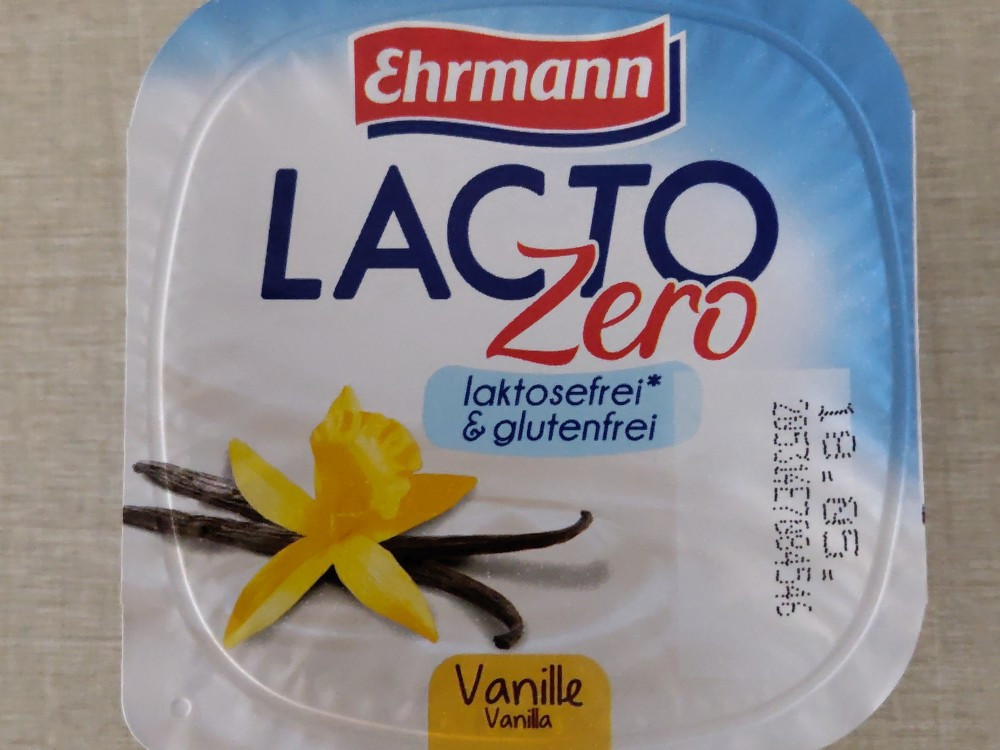 Ehrmann
LACTO
Zero
laktosefrei*
& glutenfrei
Vanille
Vanilla
18.05.